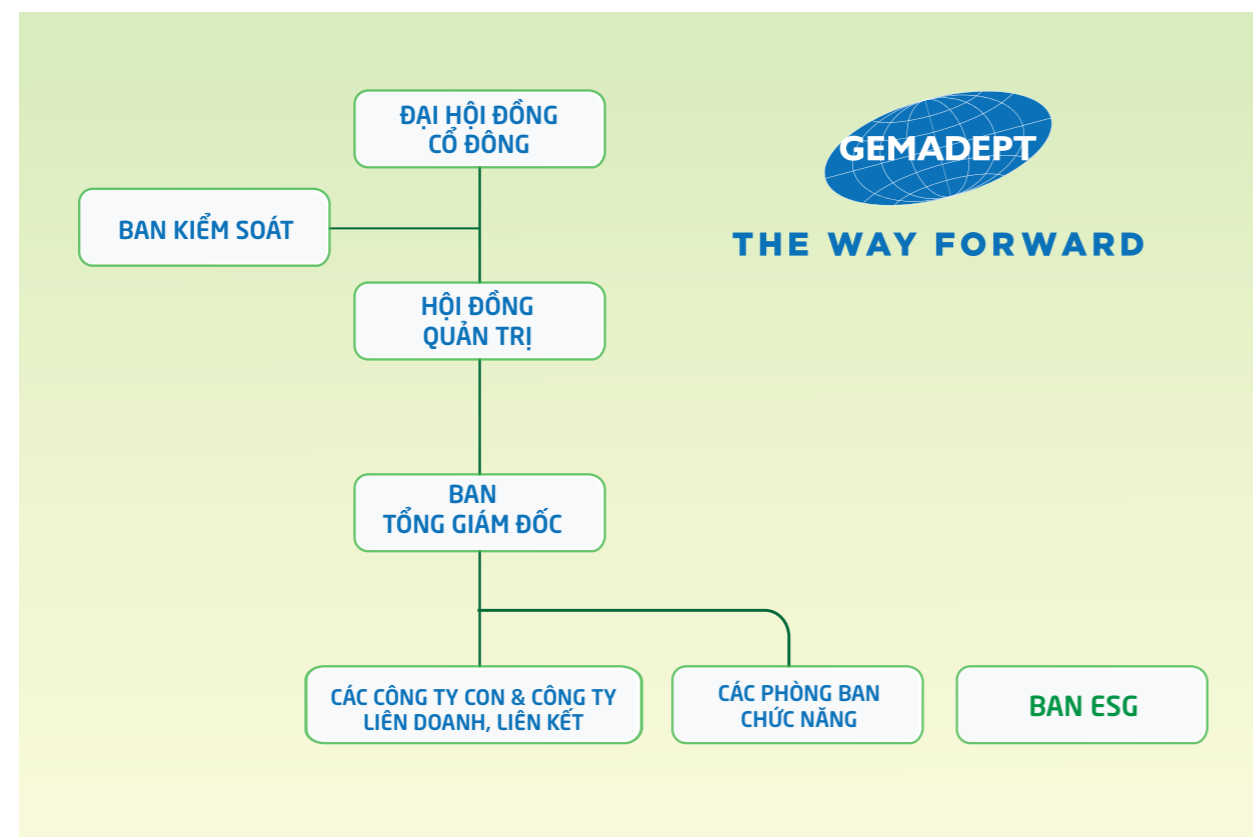 ĐẠI HỘI ĐỒNG
CỔ ĐÔNG
GEMADEPT
THE WAY FORWARD
BAN KIỂM SOÁT
HỘI ĐỒNG
QUẢN TRỊ
BAN
TỔNG GIÁM ĐỐC
CÁC CÔNG TY CON & CÔNG TY
LIÊN DOANH, LIÊN KẾT
CÁC PHÒNG BAN
CHỨC NĂNG
BAN ESG